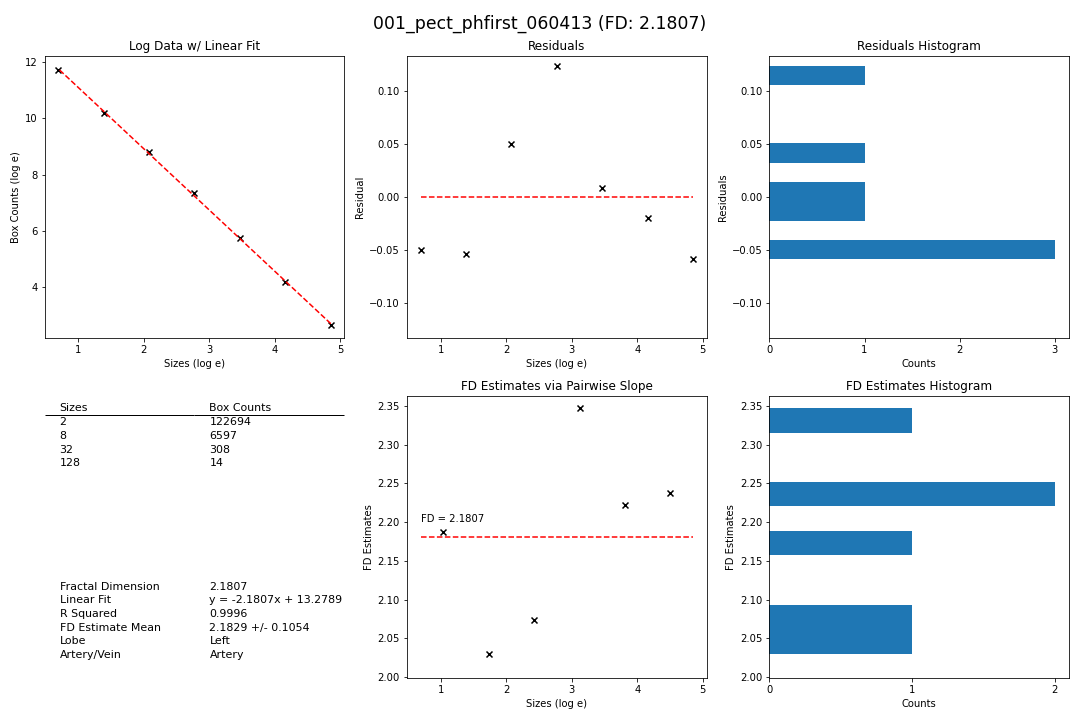 001_pect_phfirst_060413 (FD: 2.1807)
Log Data w/ Linear Fit
12
10
8
6
4
Box Counts (log e)
1 2 3 4 5
Sizes (log e)
Residuals
0.10
0.05
0.00
−0.05
−0.10
Residual
1 2 3 4 5
Sizes (log e)
Residuals Histogram
0.10
0.05
0.00
−0.05
−0.10
Residuals
0 1 2 3
Counts
Sizes Box Counts
2 122694
8 6597
32 308
128 14
Fractal Dimension 2.1807
Linear Fit y = -2.1807x + 13.2789
R Squared 0.9996
FD Estimate Mean 2.1829 +/- 0.1054
Lobe Left
Artery/Vein Artery
FD Estimates via Pairwise Slope
2.35
2.30
2.25
2.20
2.15
2.10
2.05
2.00
FD Estimates
FD = 2.1807
1 2 3 4 5
Sizes (log e)
FD Estimates Histogram
2.35
2.30
2.25
2.20
2.15
2.10
2.05
2.00
FD Estimates
0 1 2
Counts